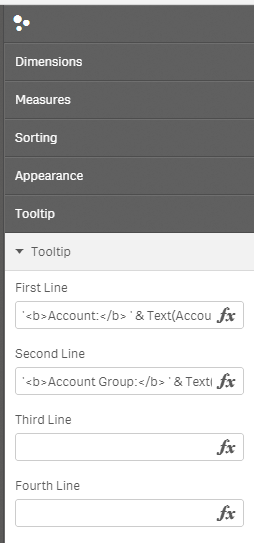 Dimensions
Measures
Sorting
Appearance
Tooltip
Tooltip
First Line
'<b>Account:</b> ' & Text(Accou fx
Second Line
'<b>Account Group:</b> ' & Text( fx
Third Line
fx
Fourth Line
fx